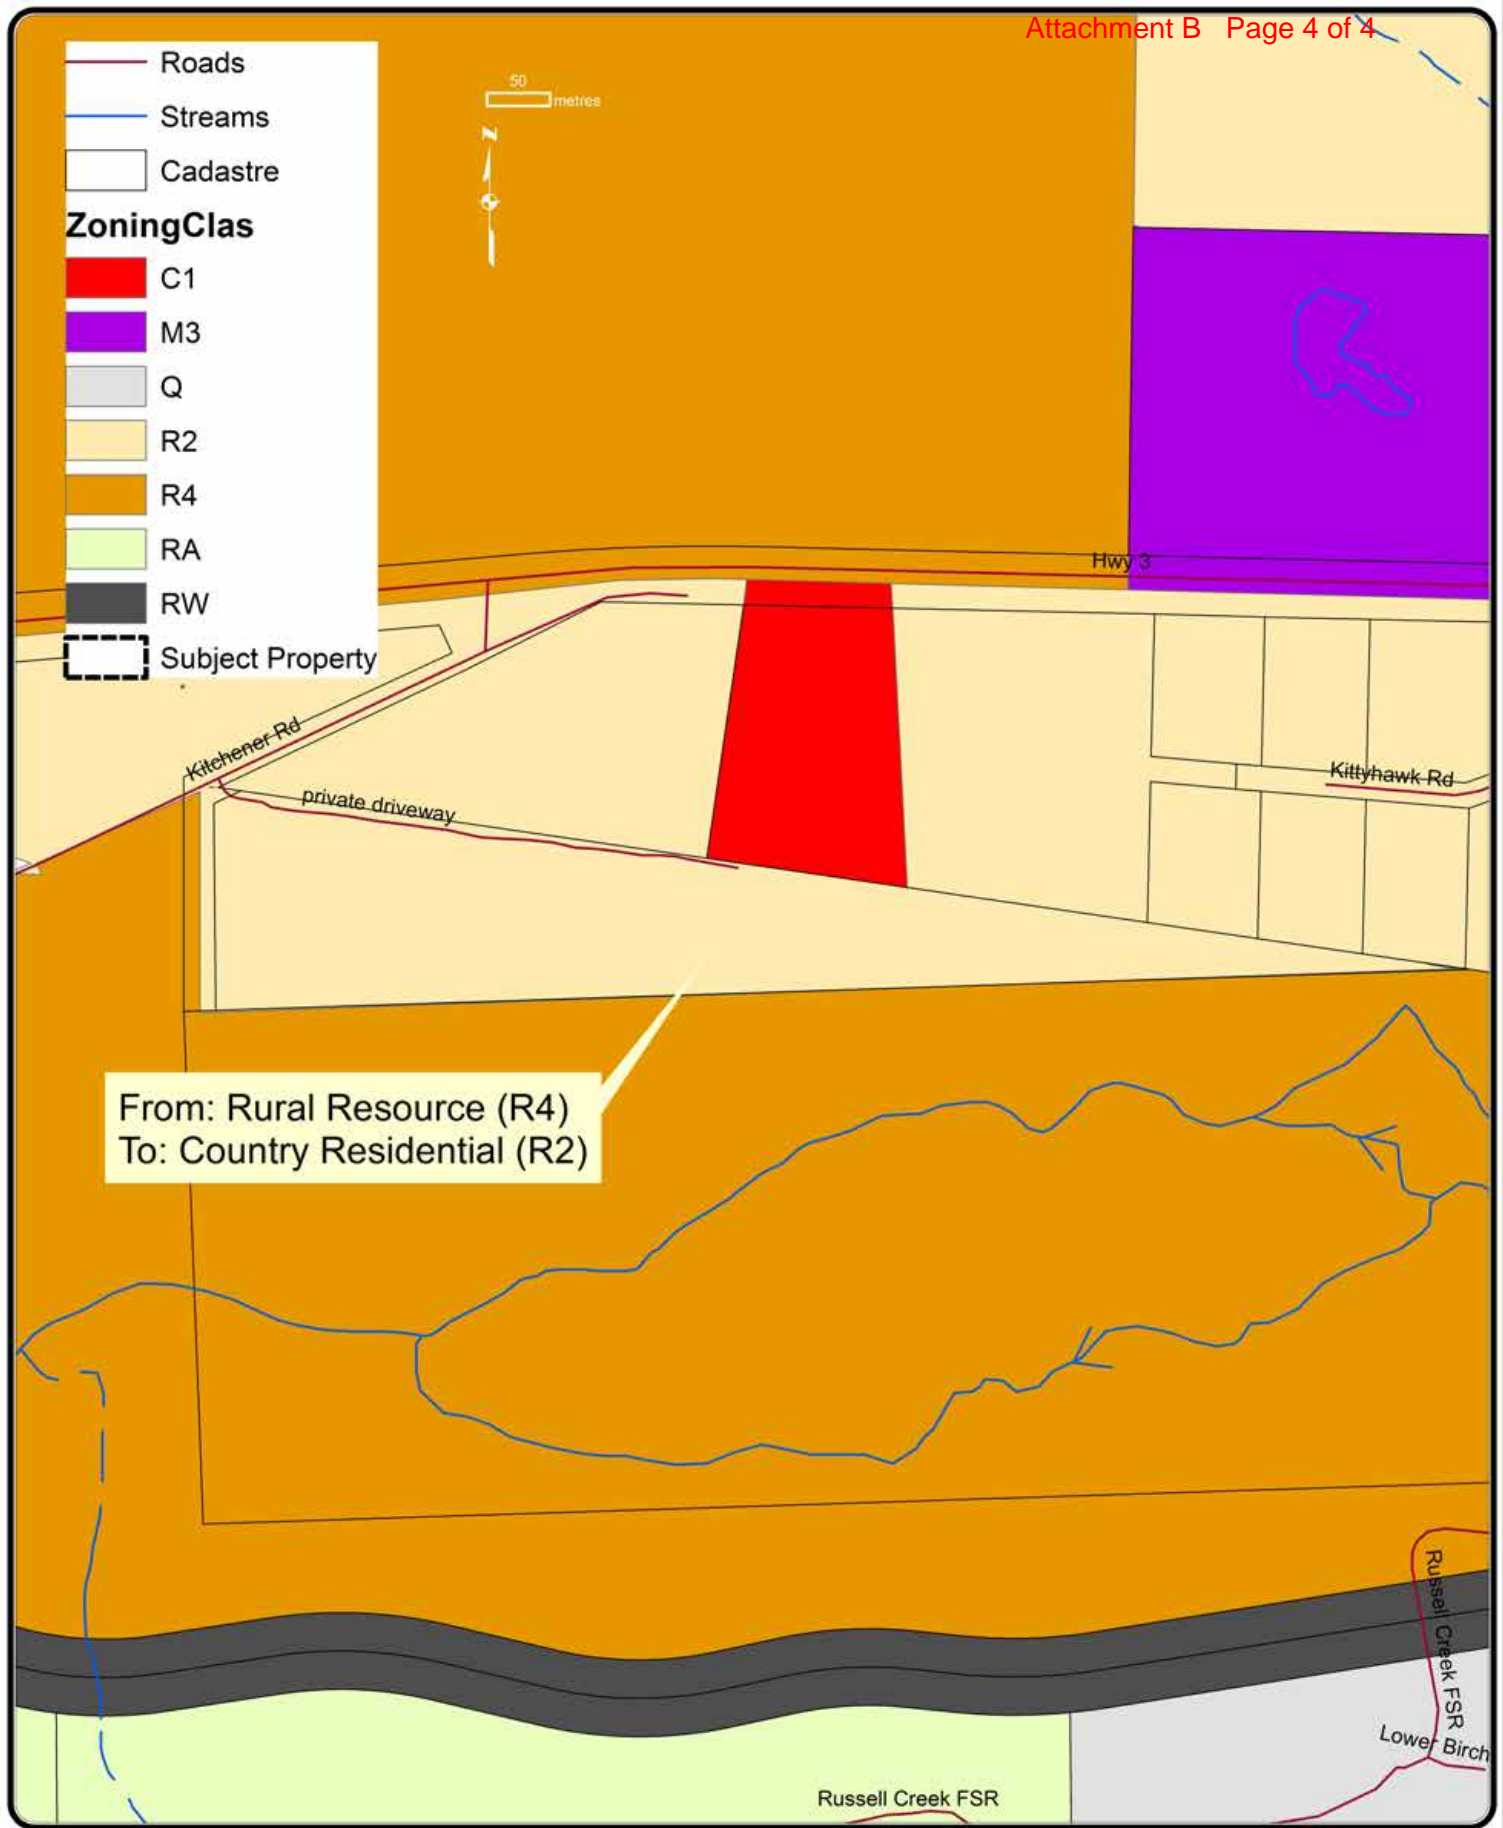 Attachment B Page 4 of 4
Roads
Streams
Cadastre
ZoningClas
C1
M3
Q
R2
R4
RA
RW
Subject Property
50
metres
N
Hwy 3
Kitchener Rd
private driveway
Kittyhawk Rd
From: Rural Resource (R4)
To: Country Residential (R2)
Russell Creek FSR
Lower Birch
Russell Creek FSR